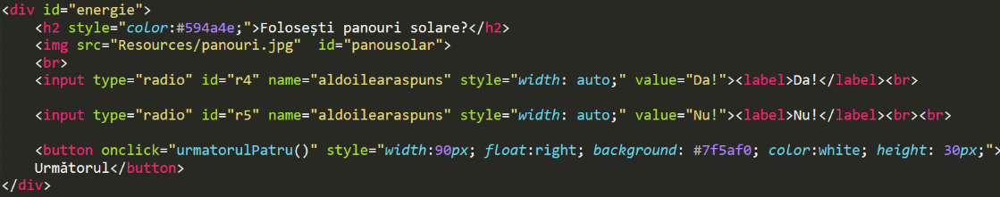 <div id="energie">
<h2 style="color:#594a4e;">Folosești panouri solare?</h2>
<img src="Resources/panouri.jpg"  id="panousolar">
<br>
<input type="radio" id="r4" name="aldoilearaspuns" style="width: auto;" value="Da!"><label>Da!</label><br>
<input type="radio" id="r5" name="aldoilearaspuns" style="width: auto;" value="Nu!"><label>Nu!</label><br><br>
<button onclick="urmatorulPatru()" style="width:90px; float:right; background: #7f5af0; color:white; height: 30px;">
Următorul</button>
</div>